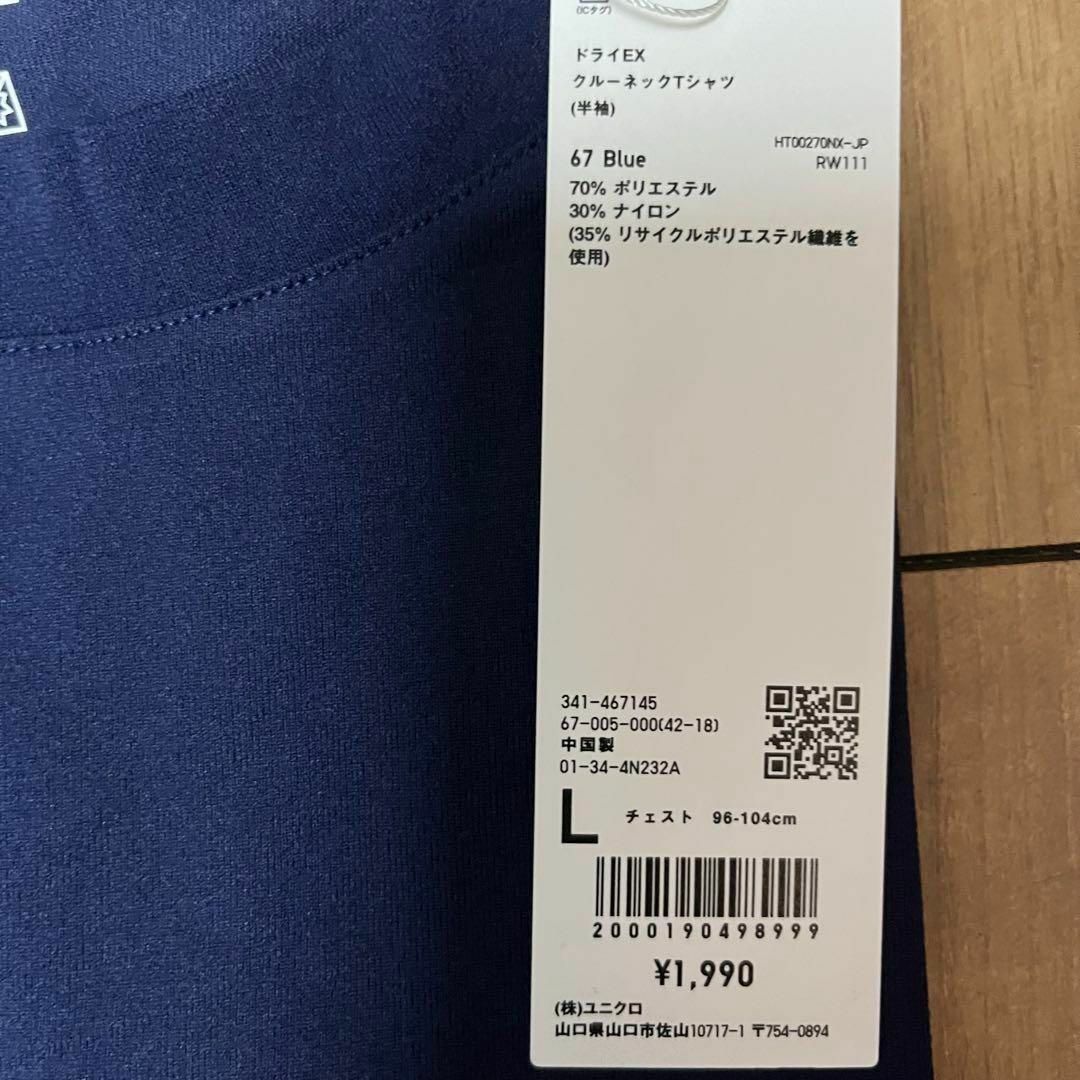 (ICタグ)
ドライEX
クルーネックTシャツ
(半袖)
HT00270NX-JP
67 Blue
RW111
70% ポリエステル
30% ナイロン
(35% リサイクルポリエステル繊維を
使用)
341-467145
67-005-000(42-18)
中国製
01-34-4N232A
L チェスト 96-104cm
2000190498999
¥1,990
(株)ユニクロ
山口県山口市佐山10717-1 〒754-0894